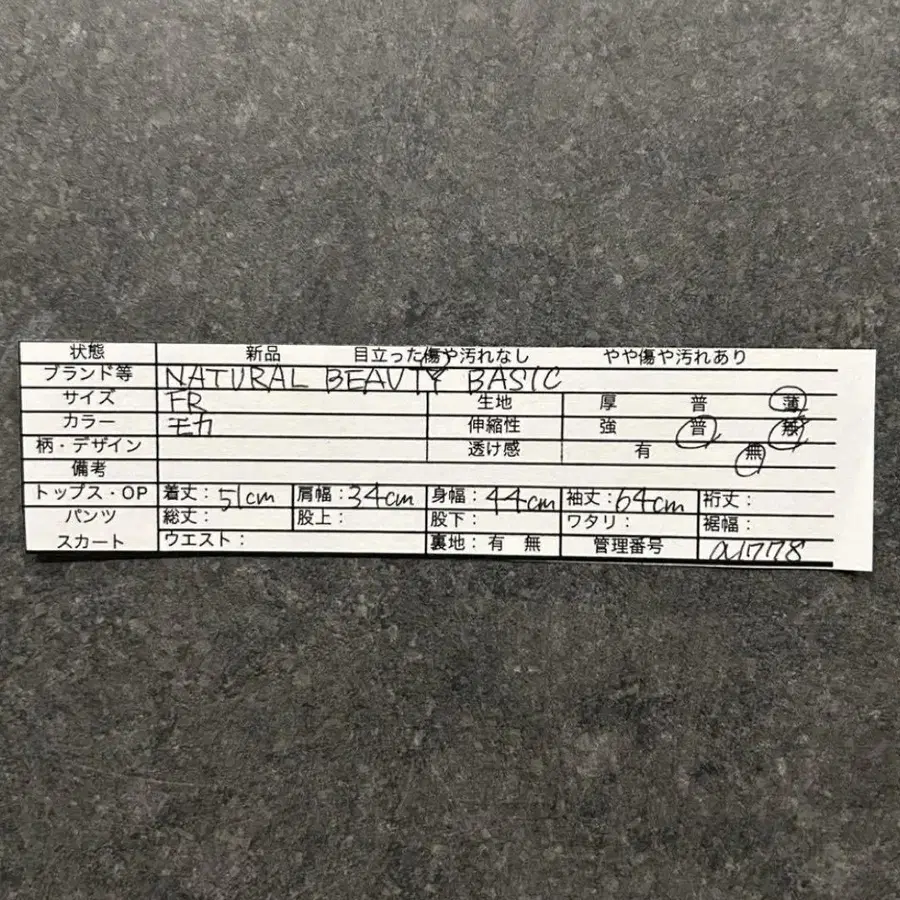 状態 新品 目立った傷や汚れなし やや傷や汚れあり
ブランド等 NATURAL BEAUTY BASIC
サイズ FR 生地 厚 普 薄
カラー モカ 伸縮性 強 普 無
柄・デザイン 透け感 有 無
備考
トップス・OP 着丈：51cm 肩幅：34cm 身幅：44cm 袖丈：64cm 裄丈：
パンツ 総丈： 股上： 股下： ワタリ： 裾幅：
スカート ウエスト： 裏地：有 無 管理番号 a1778